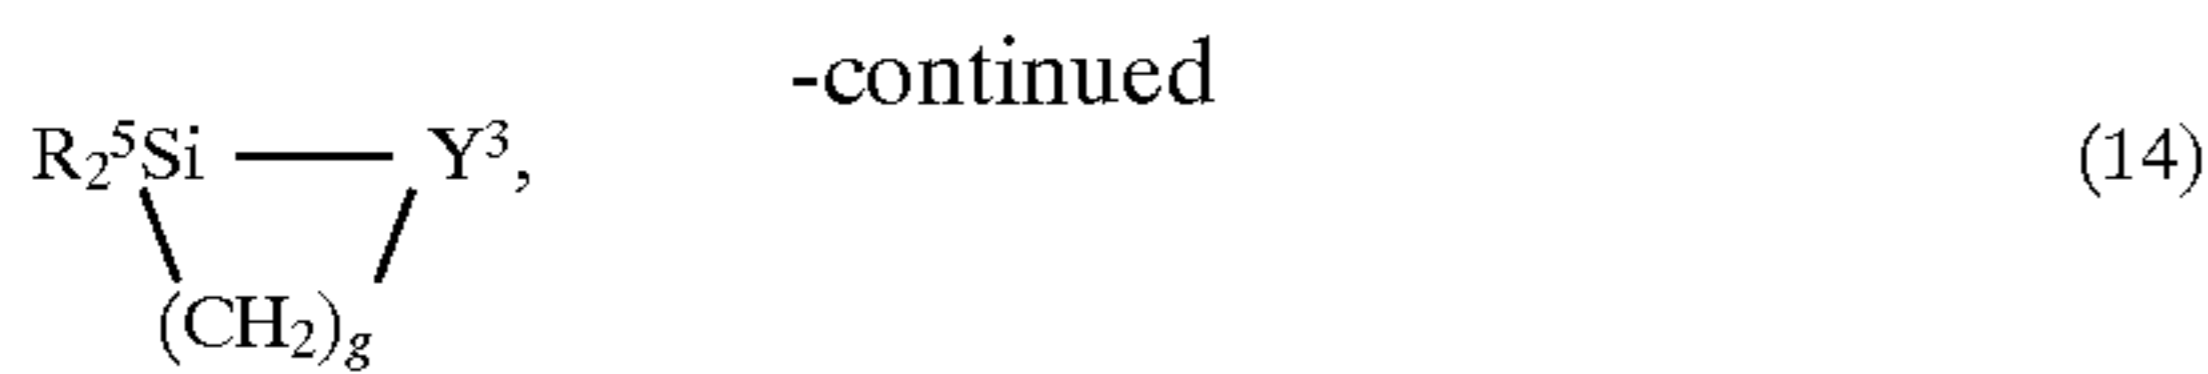 -continued
R₂⁵Si — Y³, (14)
(CH₂)g